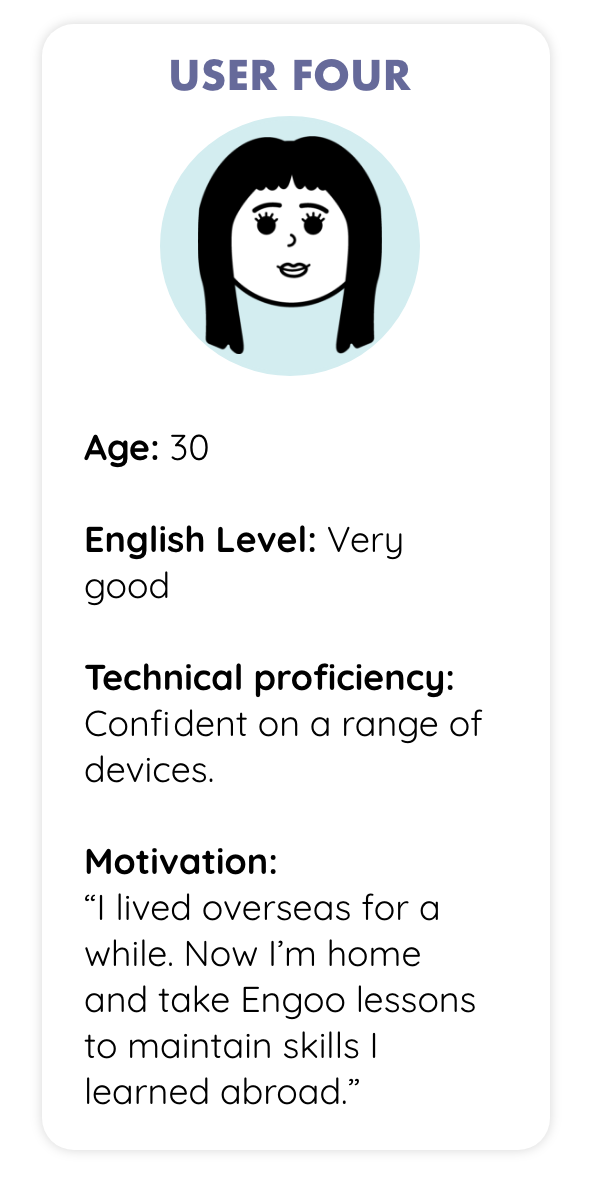 USER FOUR
Age: 30
English Level: Very
good
Technical proficiency:
Confident on a range of
devices.
Motivation:
“I lived overseas for a
while. Now I’m home
and take Engoo lessons
to maintain skills I
learned abroad.”